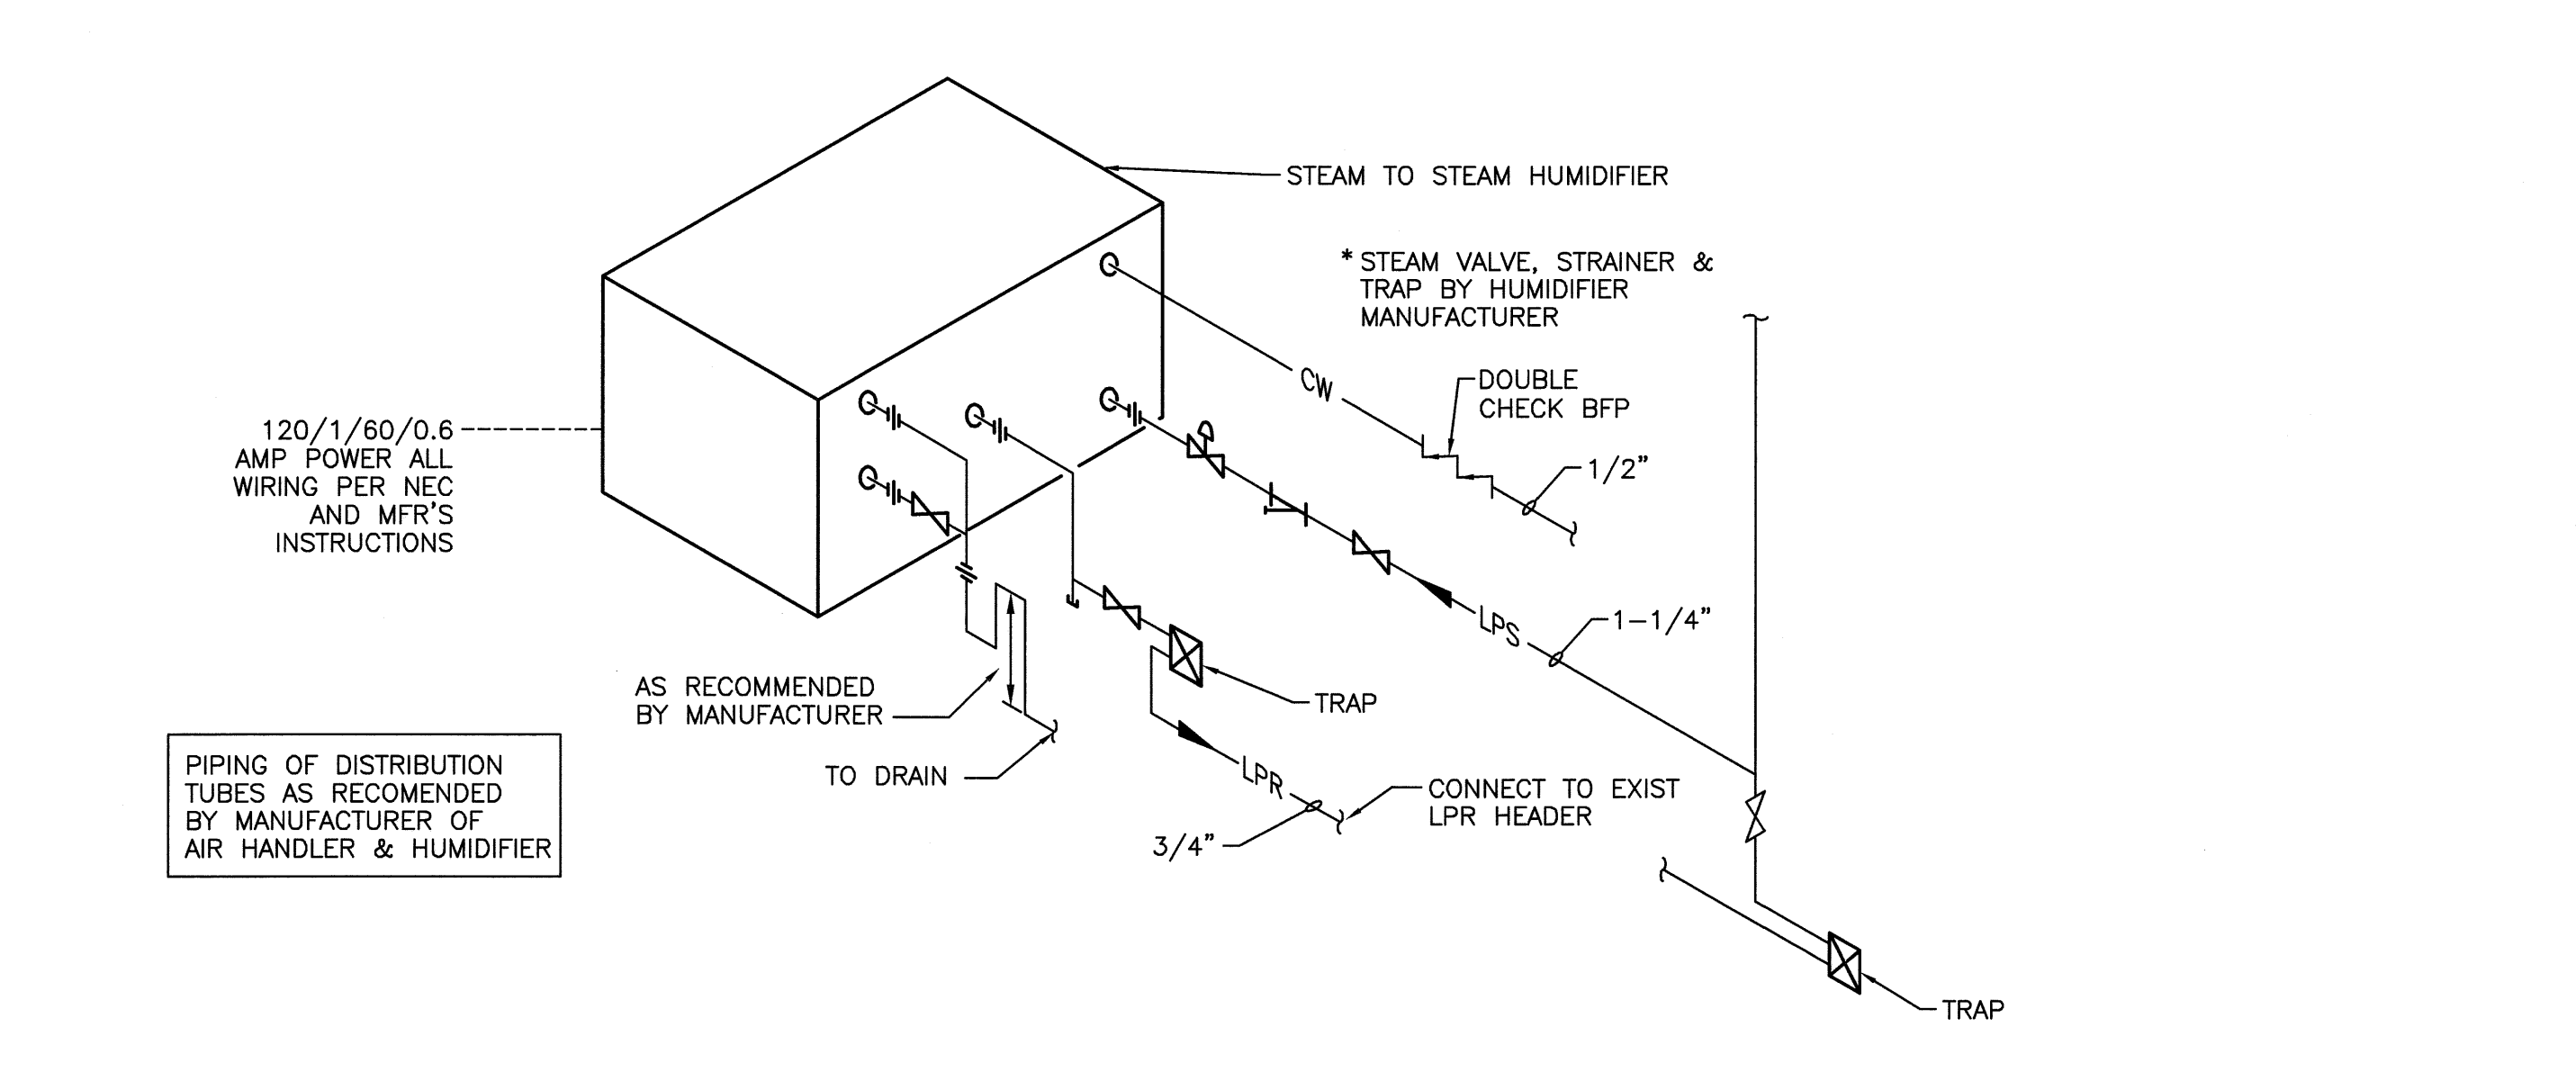 STEAM TO STEAM HUMIDIFIER
* STEAM VALVE, STRAINER &
TRAP BY HUMIDIFIER
MANUFACTURER
CW
DOUBLE
CHECK BFP
1/2"
120/1/60/0.6
AMP POWER ALL
WIRING PER NEC
AND MFR'S
INSTRUCTIONS
LPS
1-1/4"
AS RECOMMENDED
BY MANUFACTURER
TRAP
TO DRAIN
LPR
CONNECT TO EXIST
LPR HEADER
3/4"
PIPING OF DISTRIBUTION
TUBES AS RECOMENDED
BY MANUFACTURER OF
AIR HANDLER & HUMIDIFIER
TRAP